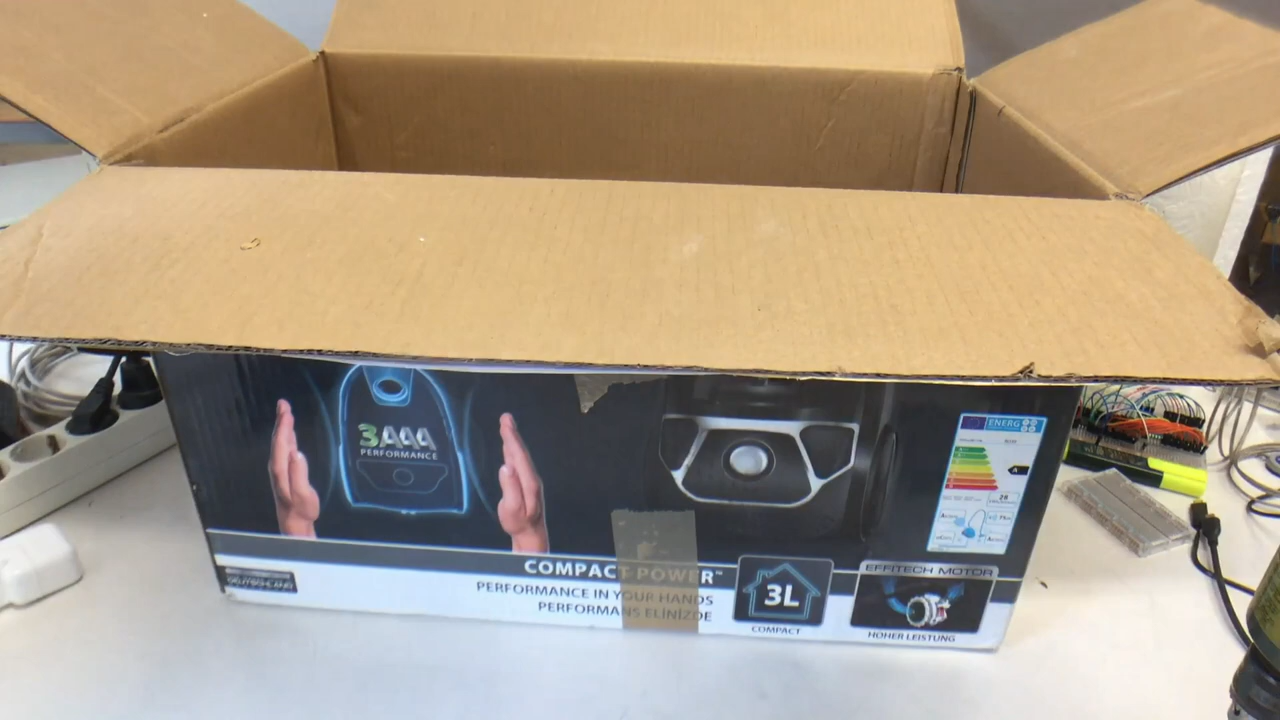 3AAA
PERFORMANCE
ENERG
A
28
COMPACT POWER™
PERFORMANCE IN YOUR HANDS
PERFORMANS ELİNİZDE
3L
COMPACT
EFFITECH MOTOR
HOHER LEISTUNG